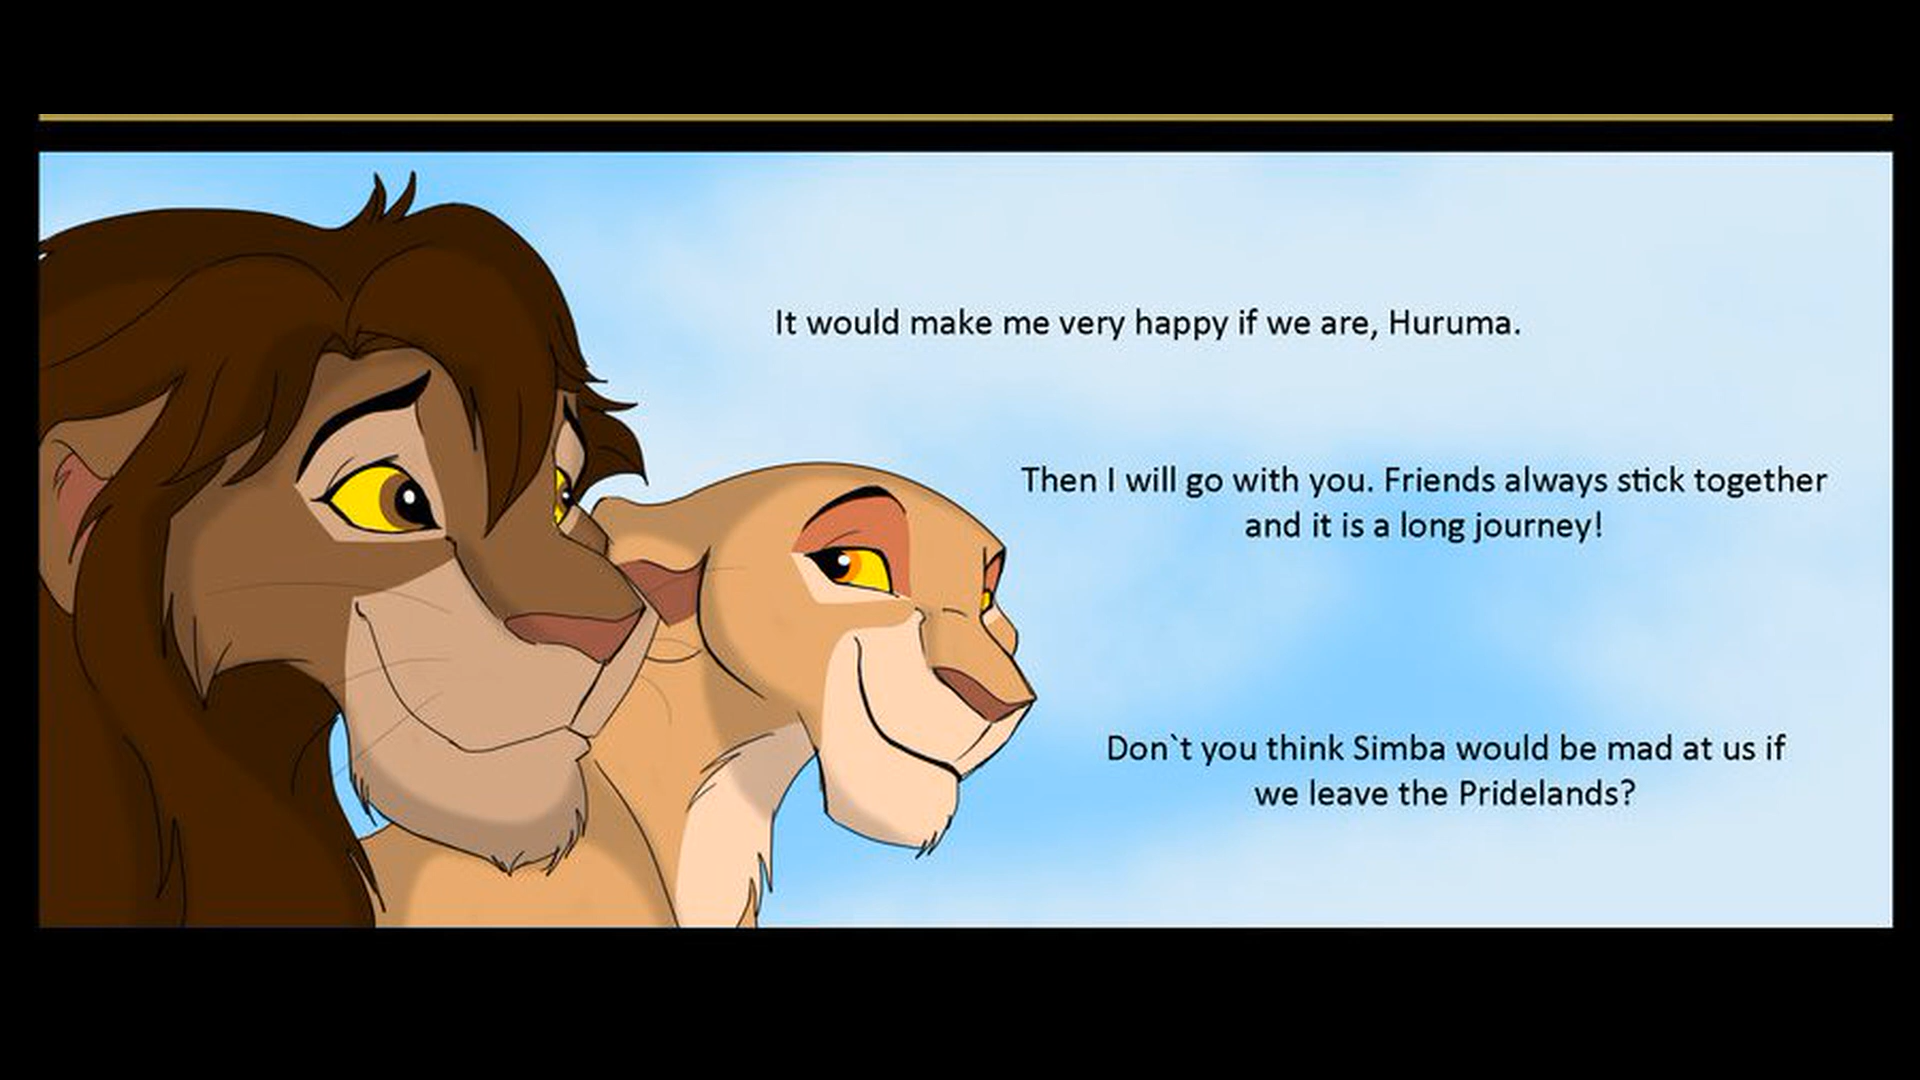 It would make me very happy if we are, Huruma.
Then I will go with you. Friends always stick together
and it is a long journey!
Don`t you think Simba would be mad at us if
we leave the Pridelands?